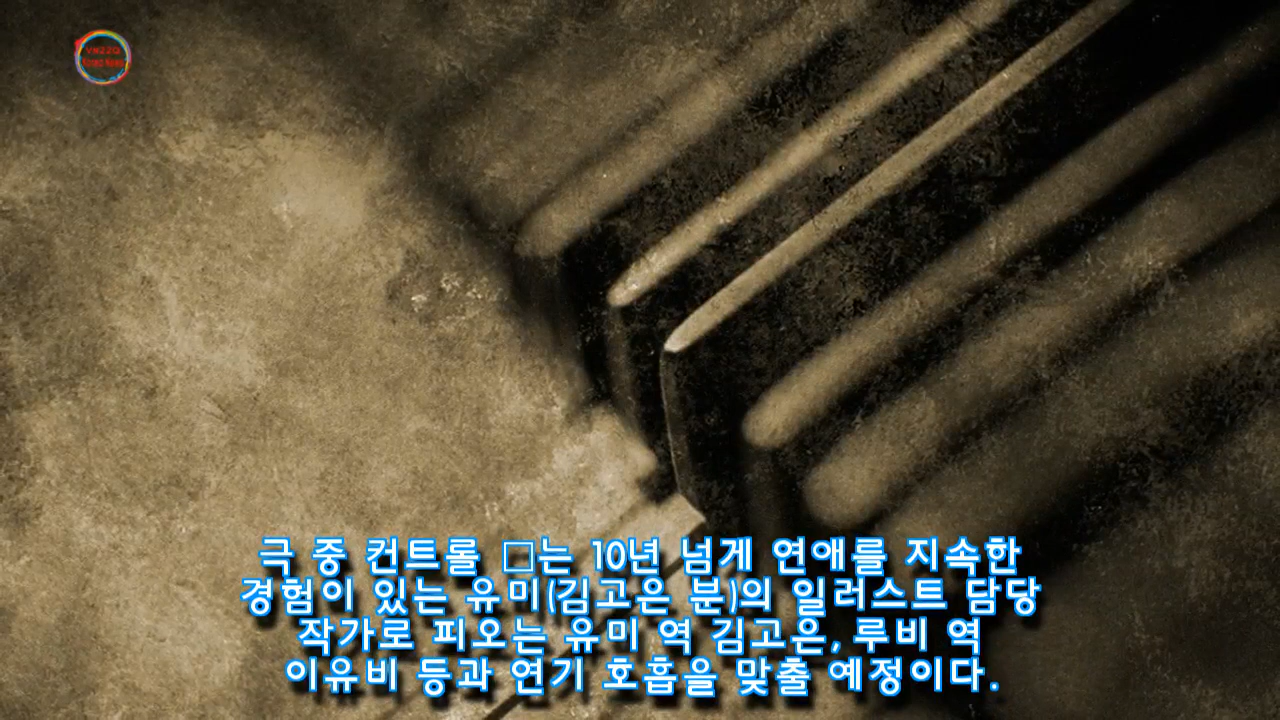 VM22Q
극 중 컨트롤 □는 10년 넘게 연애를 지속한
경험이 있는 유미(김고은 분)의 일러스트 담당
작가로 피오는 유미 역 김고은, 루비 역
이유비 등과 연기 호흡을 맞출 예정이다.